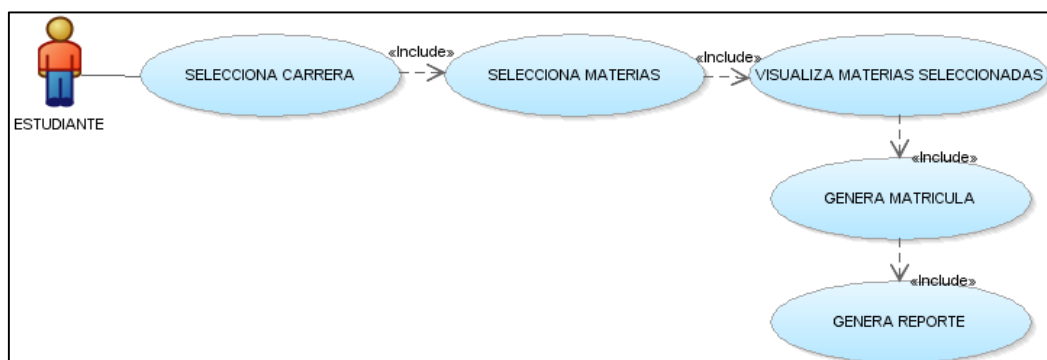 ESTUDIANTE
SELECCIONA CARRERA
«Include»
SELECCIONA MATERIAS
«Include»
VISUALIZA MATERIAS SELECCIONADAS
«Include»
GENERA MATRICULA
«Include»
GENERA REPORTE